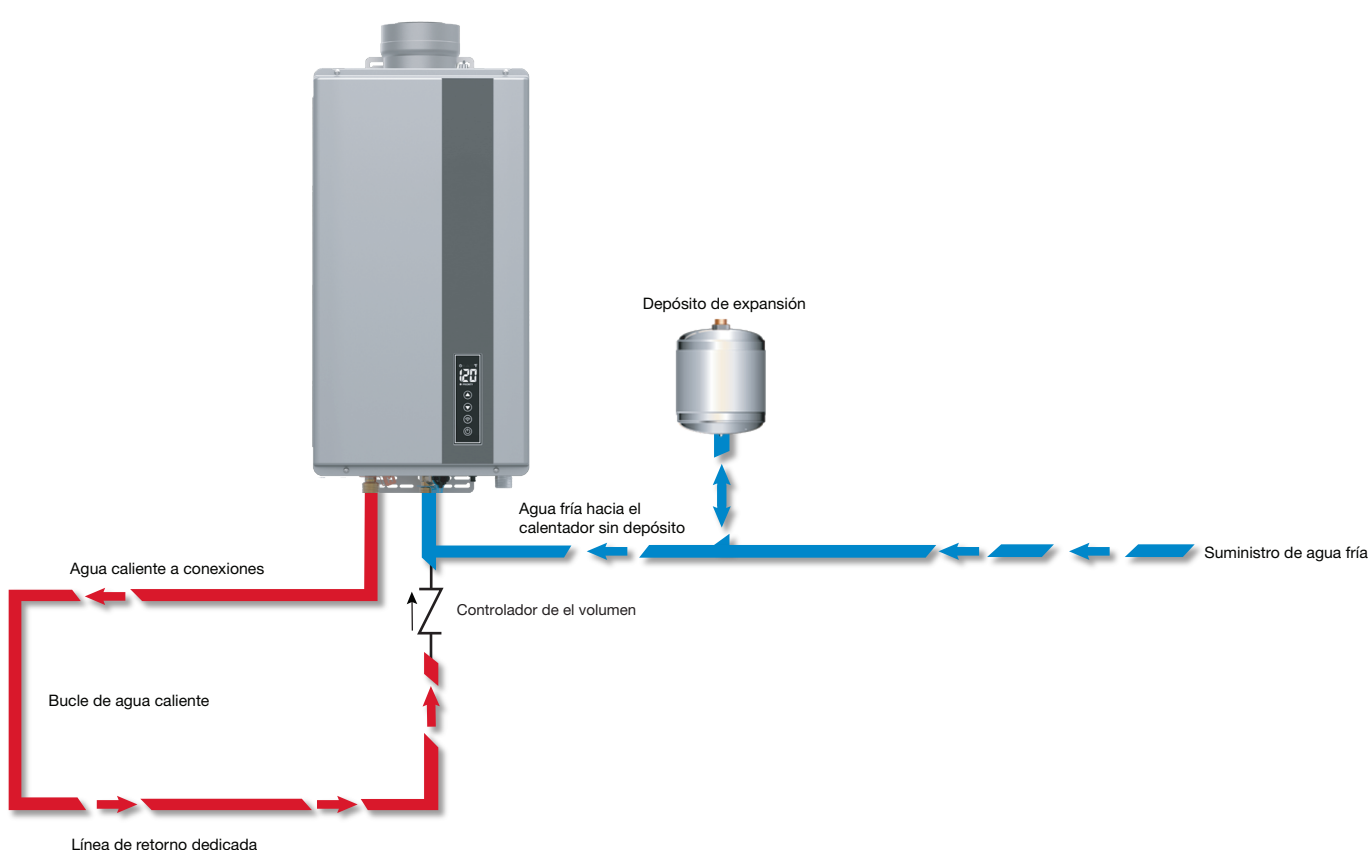 Depósito de expansión
120
Agua fría hacia el
calentador sin depósito
Suministro de agua fría
Agua caliente a conexiones
Controlador de el volumen
Bucle de agua caliente
Línea de retorno dedicada